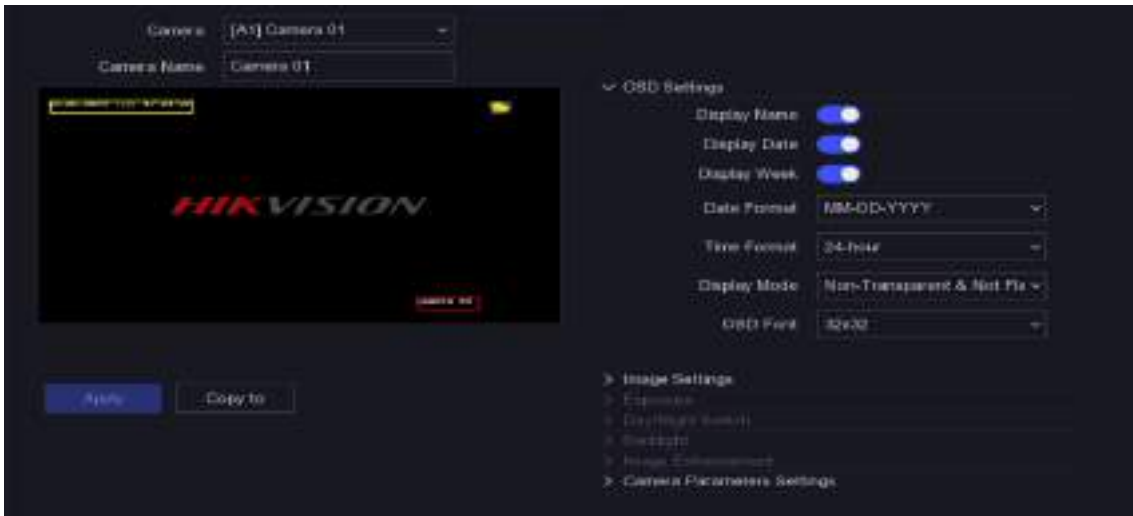 Camera [A1] Camera 01
Camera Name Camera 01
OSD Settings
Display Name
Display Date
Display Week
HIKVISION
Date Format MM-DD-YYYY
Time Format 24-hour
Display Mode Non-Transparent & Not Fla
Camera 01
OSD Font 32x32
Apply Copy to
Image Settings
Exposure
Day/Night Switch
Backlight
Image Enhancement
Camera Parameters Settings